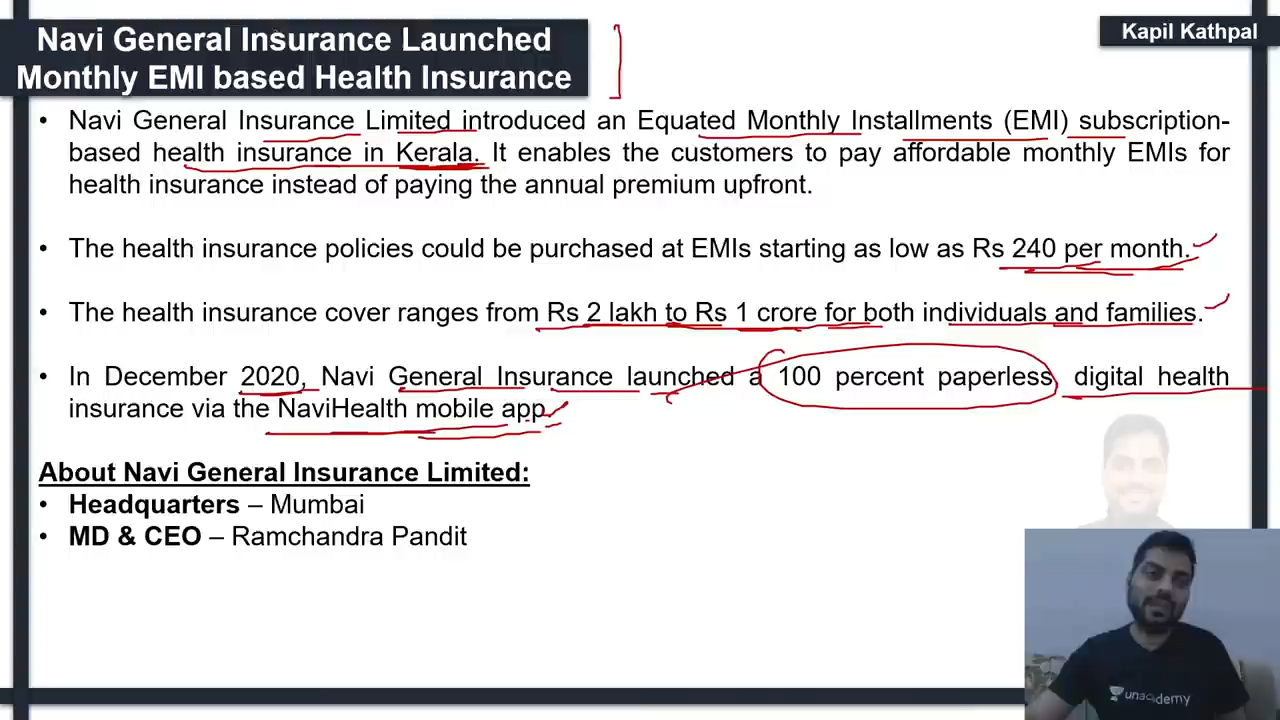 Navi General Insurance Launched
Monthly EMI based Health Insurance
Kapil Kathpal
• Navi General Insurance Limited introduced an Equated Monthly Installments (EMI) subscription-
based health insurance in Kerala. It enables the customers to pay affordable monthly EMIs for
health insurance instead of paying the annual premium upfront.
• The health insurance policies could be purchased at EMIs starting as low as Rs 240 per month.
• The health insurance cover ranges from Rs 2 lakh to Rs 1 crore for both individuals and families.
• In December 2020, Navi General Insurance launched a 100 percent paperless digital health
insurance via the NaviHealth mobile app.
About Navi General Insurance Limited:
• Headquarters – Mumbai
• MD & CEO – Ramchandra Pandit
unacademy